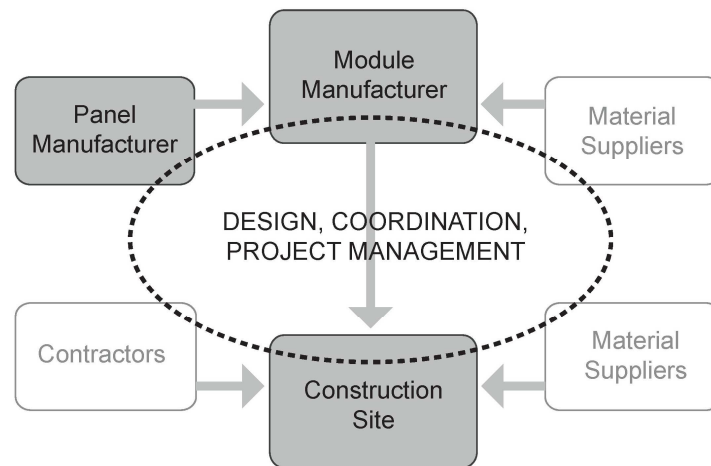 Module
Manufacturer
Panel
Manufacturer
Material
Suppliers
DESIGN, COORDINATION,
PROJECT MANAGEMENT
Contractors
Material
Suppliers
Construction
Site